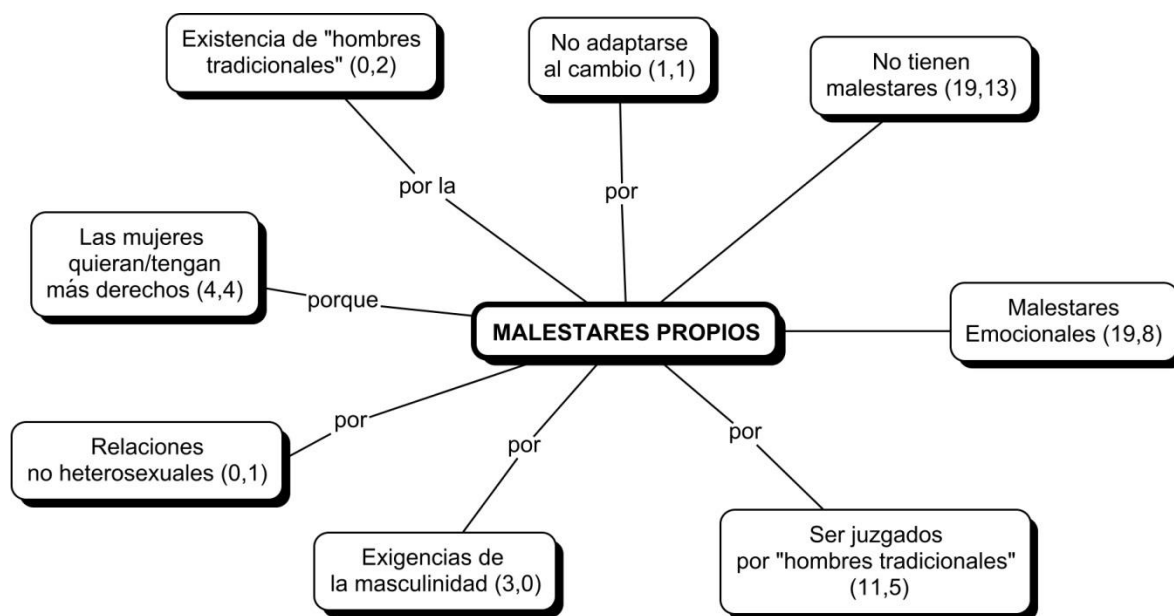 Existencia de "hombres
tradicionales" (0,2)
No adaptarse
al cambio (1,1)
No tienen
malestares (19,13)
por la
por
Las mujeres
quieran/tengan
más derechos (4,4)
porque
MALESTARES PROPIOS
Malestares
Emocionales (19,8)
por
por
por
Relaciones
no heterosexuales (0,1)
Exigencias de
la masculinidad (3,0)
Ser juzgados
por "hombres tradicionales"
(11,5)